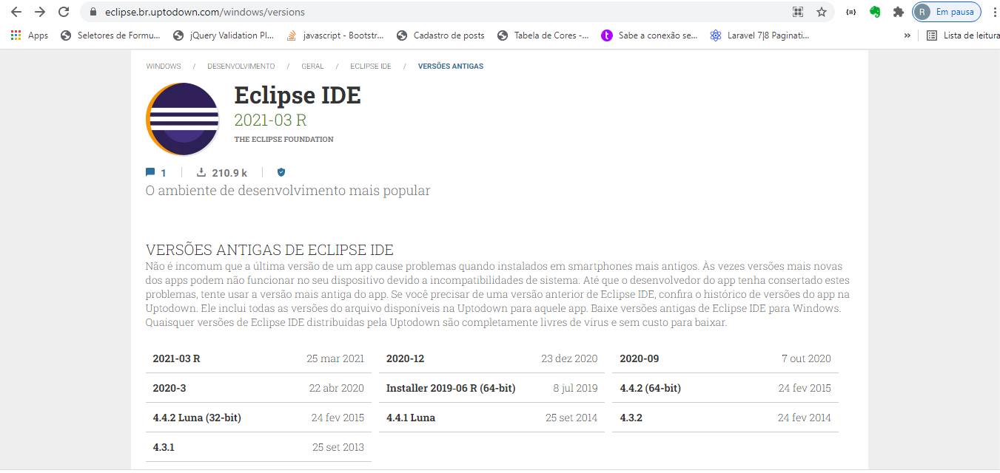 eclipse.br.uptodown.com/windows/versions
R Em pausa
Apps Seletores de Formu... jQuery Validation Pl... javascript - Bootstr... Cadastro de posts Tabela de Cores -... Sabe a conexão se... Laravel 7|8 Paginati... » Lista de leitura
WINDOWS / DESENVOLVIMENTO / GERAL / ECLIPSE IDE / VERSÕES ANTIGAS
Eclipse IDE
2021-03 R
THE ECLIPSE FOUNDATION
1 210.9 k
O ambiente de desenvolvimento mais popular
VERSÕES ANTIGAS DE ECLIPSE IDE
Não é incomum que a última versão de um app cause problemas quando instalados em smartphones mais antigos. Às vezes versões mais novas
dos apps podem não funcionar no seu dispositivo devido a incompatibilidades de sistema. Até que o desenvolvedor do app tenha consertado estes
problemas, tente usar a versão mais antiga do app. Se você precisar de uma versão anterior de Eclipse IDE, confira o histórico de versões do app na
Uptodown. Ele inclui todas as versões do arquivo disponíveis na Uptodown para aquele app. Baixe versões antigas de Eclipse IDE para Windows.
Quaisquer versões de Eclipse IDE distribuidas pela Uptodown são completamente livres de vírus e sem custo para baixar.
2021-03 R 25 mar 2021 2020-12 23 dez 2020 2020-09 7 out 2020
2020-3 22 abr 2020 Installer 2019-06 R (64-bit) 8 jul 2019 4.4.2 (64-bit) 24 fev 2015
4.4.2 Luna (32-bit) 24 fev 2015 4.4.1 Luna 25 set 2014 4.3.2 24 fev 2014
4.3.1 25 set 2013